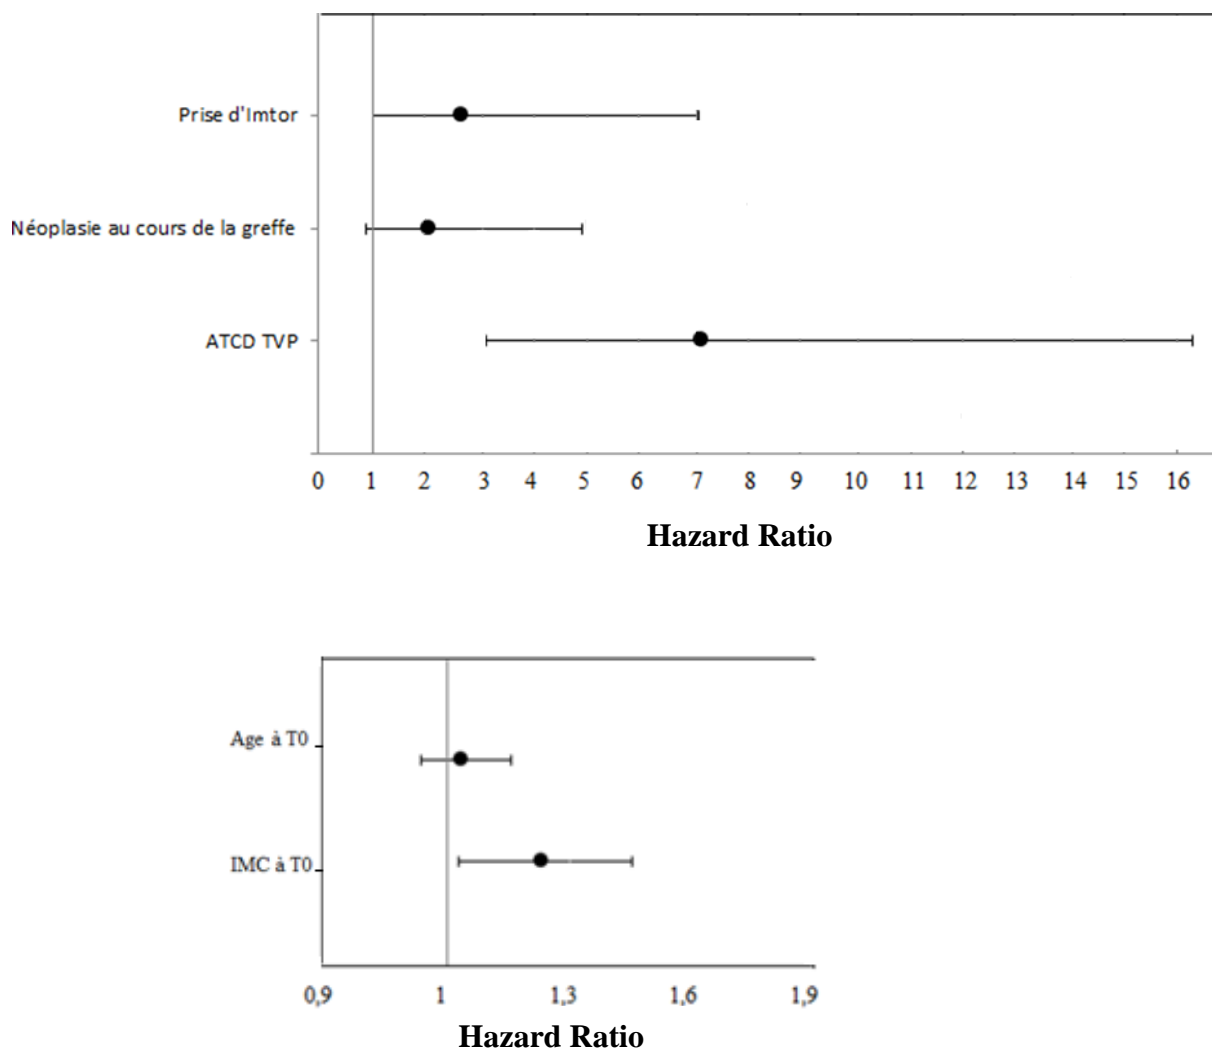 Prise d'Imtor
Néoplasie au cours de la greffe
ATCD TVP
0 1 2 3 4 5 6 7 8 9 10 11 12 13 14 15 16
Hazard Ratio
Age à T0
IMC à T0
0,9 1 1,3 1,6 1,9
Hazard Ratio